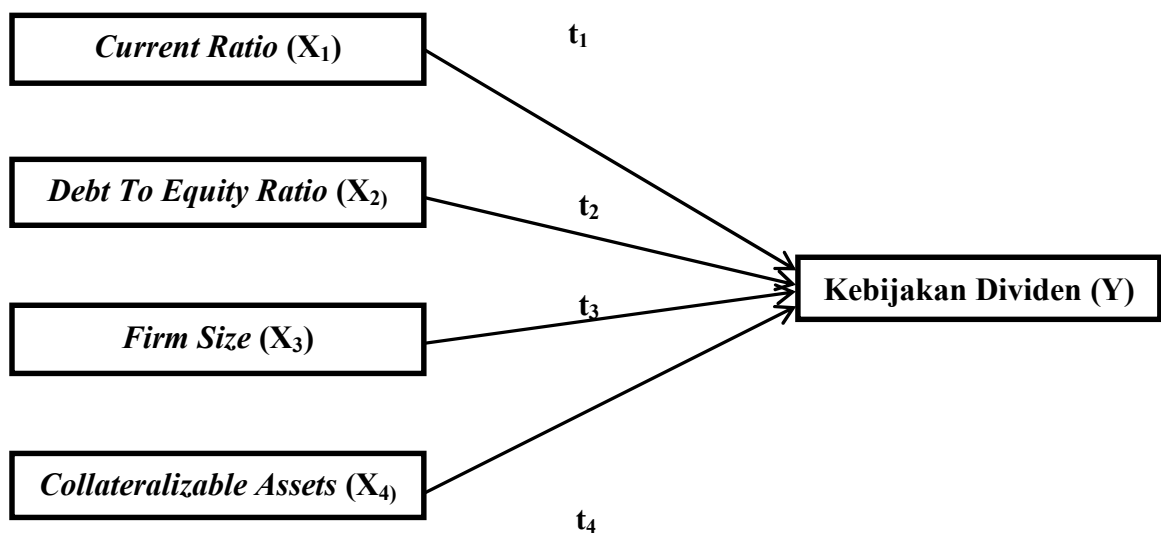 Current Ratio (X₁)
t₁
Debt To Equity Ratio (X₂)
t₂
Kebijakan Dividen (Y)
t₃
Firm Size (X₃)
Collateralizable Assets (X₄)
t₄